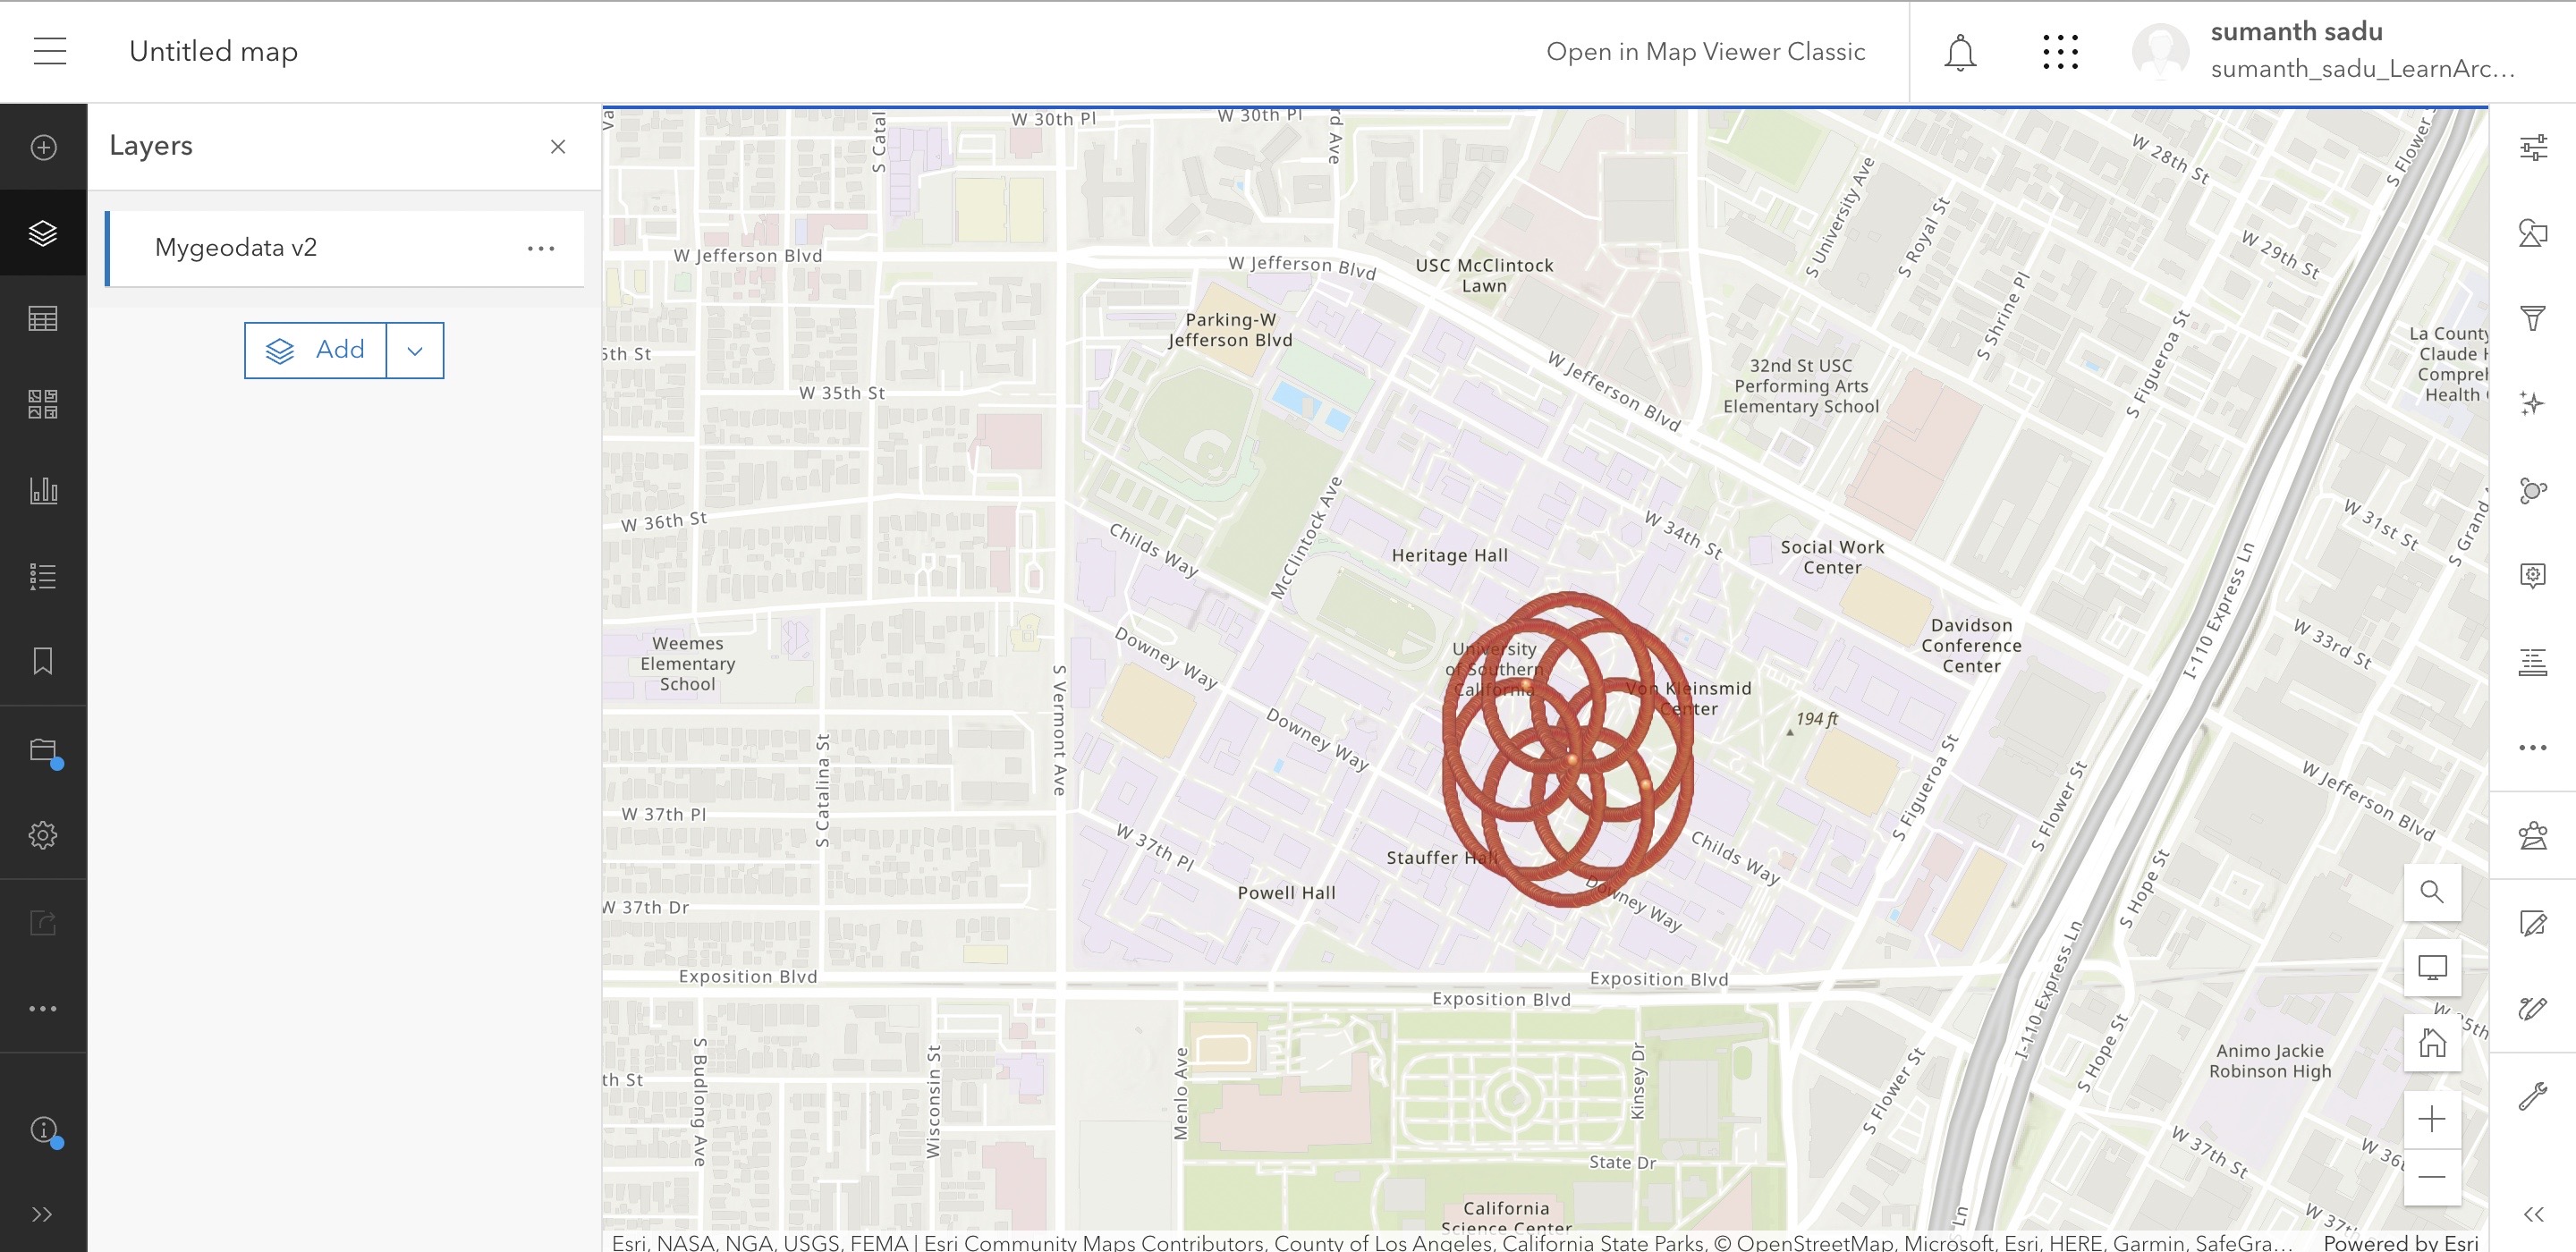 Untitled map
Open in Map Viewer Classic
sumanth sadu
sumanth_sadu_LearnArc...
Layers
Mygeodata v2
Add
W 30th Pl
W 30th Pl
S Catal
rd Ave
W 28th St
S Flower
W Jefferson Blvd
W Jefferson Blvd
USC McClintock
Lawn
S University Ave
S Royal St
W 29th St
Parking-W
Jefferson Blvd
S Shrine Pl
S Figueroa St
La County
Claude H
Compreh
Health
5th St
W 35th St
W Jefferson Blvd
32nd St USC
Performing Arts
Elementary School
W 36th St
Childs Way
McClintock Ave
Heritage Hall
W 34th St
Social Work
Center
W 31st St
S Grand
I-110 Express Ln
Weemes
Elementary
School
Downey Way
University
of Southern
California
Von Kleinsmid
Center
Davidson
Conference
Center
W 33rd St
194 ft
S Vermont Ave
Downey Way
S Catalina St
W 37th Pl
W 37th Pl
S Figueroa St
S Flower St
W Jefferson Blvd
Stauffer Hall
Childs Way
Powell Hall
Downey Way
S Hope St
W 37th Dr
Exposition Blvd
Exposition Blvd
Exposition Blvd
I-110 Express Ln
W 35th
th St
S Budlong Ave
Wisconsin St
Menlo Ave
Kinsey Dr
S Flower St
S Hope St
Animo Jackie
Robinson High
State Dr
W 37th St
W 36t
California
Science Center
Ln
W 37t
Esri, NASA, NGA, USGS, FEMA | Esri Community Maps Contributors, County of Los Angeles, California State Parks, © OpenStreetMap, Microsoft, Esri, HERE, Garmin, SafeGra...
Powered by Esri